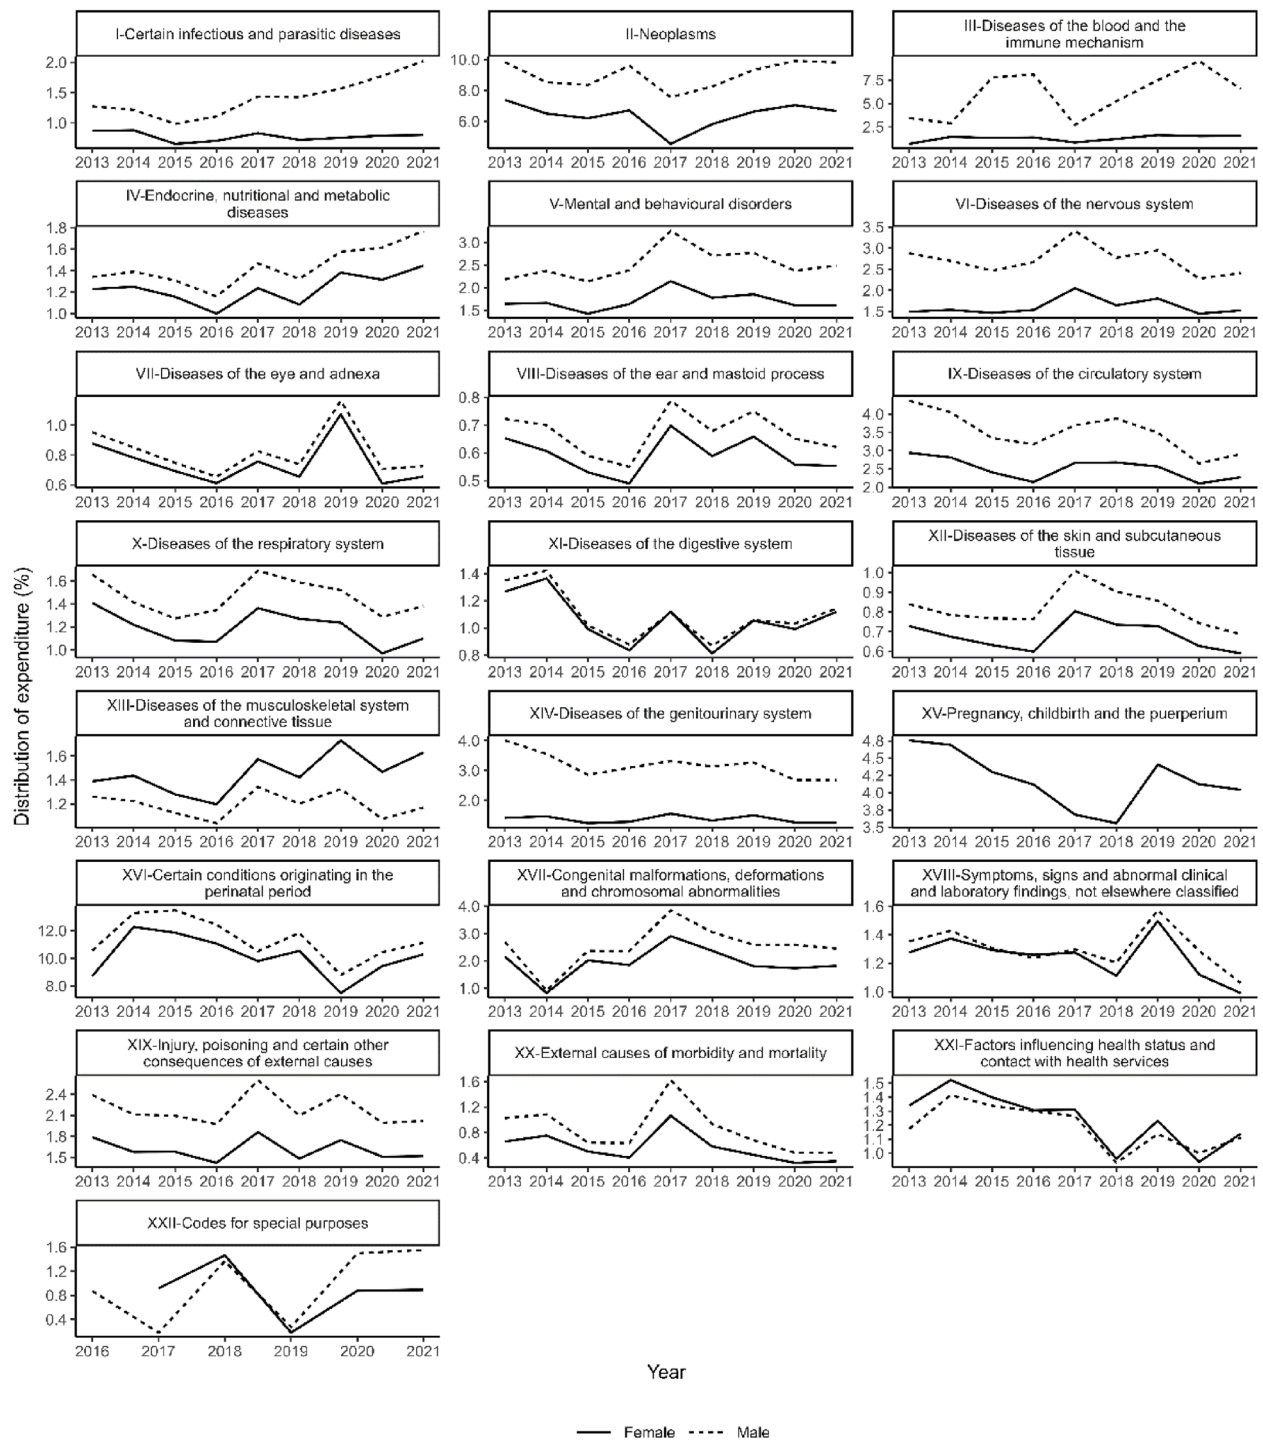 I-Certain infectious and parasitic diseases
2.0
1.5
1.0
2013 2014 2015 2016 2017 2018 2019 2020 2021
II-Neoplasms
10.0
8.0
6.0
2013 2014 2015 2016 2017 2018 2019 2020 2021
III-Diseases of the blood and the
immune mechanism
7.5
5.0
2.5
2013 2014 2015 2016 2017 2018 2019 2020 2021
IV-Endocrine, nutritional and metabolic
diseases
1.8
1.6
1.4
1.2
1.0
2013 2014 2015 2016 2017 2018 2019 2020 2021
V-Mental and behavioural disorders
3.0
2.5
2.0
1.5
2013 2014 2015 2016 2017 2018 2019 2020 2021
VI-Diseases of the nervous system
3.5
3.0
2.5
2.0
1.5
2013 2014 2015 2016 2017 2018 2019 2020 2021
VII-Diseases of the eye and adnexa
1.0
0.8
0.6
2013 2014 2015 2016 2017 2018 2019 2020 2021
VIII-Diseases of the ear and mastoid process
0.8
0.7
0.6
0.5
2013 2014 2015 2016 2017 2018 2019 2020 2021
IX-Diseases of the circulatory system
4.0
3.5
3.0
2.5
2.0
2013 2014 2015 2016 2017 2018 2019 2020 2021
Distribution of expenditure (%)
X-Diseases of the respiratory system
1.6
1.4
1.2
1.0
2013 2014 2015 2016 2017 2018 2019 2020 2021
XI-Diseases of the digestive system
1.4
1.2
1.0
0.8
2013 2014 2015 2016 2017 2018 2019 2020 2021
XII-Diseases of the skin and subcutaneous
tissue
1.0
0.9
0.8
0.7
0.6
2013 2014 2015 2016 2017 2018 2019 2020 2021
XIII-Diseases of the musculoskeletal system
and connective tissue
1.6
1.4
1.2
2013 2014 2015 2016 2017 2018 2019 2020 2021
XIV-Diseases of the genitourinary system
4.0
3.0
2.0
2013 2014 2015 2016 2017 2018 2019 2020 2021
XV-Pregnancy, childbirth and the puerperium
4.8
4.5
4.2
4.0
3.8
3.5
2013 2014 2015 2016 2017 2018 2019 2020 2021
XVI-Certain conditions originating in the
perinatal period
12.0
10.0
8.0
2013 2014 2015 2016 2017 2018 2019 2020 2021
XVII-Congenital malformations, deformations
and chromosomal abnormalities
4.0
3.0
2.0
1.0
2013 2014 2015 2016 2017 2018 2019 2020 2021
XVIII-Symptoms, signs and abnormal clinical
and laboratory findings, not elsewhere classified
1.6
1.4
1.2
1.0
2013 2014 2015 2016 2017 2018 2019 2020 2021
XIX-Injury, poisoning and certain other
consequences of external causes
2.4
2.1
1.8
1.5
2013 2014 2015 2016 2017 2018 2019 2020 2021
XX-External causes of morbidity and mortality
1.6
1.2
0.8
0.4
2013 2014 2015 2016 2017 2018 2019 2020 2021
XXI-Factors influencing health status and
contact with health services
1.5
1.4
1.3
1.2
1.1
1.0
2013 2014 2015 2016 2017 2018 2019 2020 2021
XXII-Codes for special purposes
1.6
1.2
0.8
0.4
2016 2017 2018 2019 2020 2021
Year
Female Male